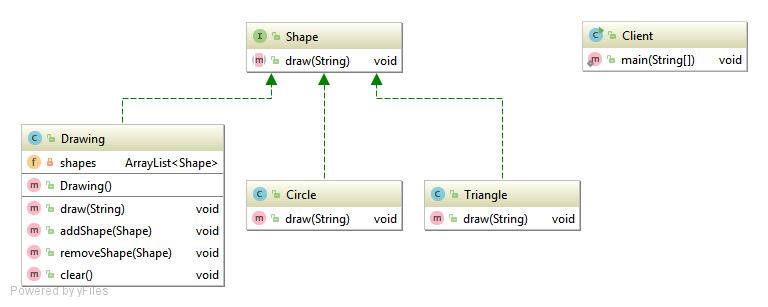 Shape
draw(String) void
Client
main(String[]) void
Drawing
shapes ArrayList<Shape>
Drawing()
draw(String) void
addShape(Shape) void
removeShape(Shape) void
clear() void
Circle
draw(String) void
Triangle
draw(String) void
Powered by yFiles